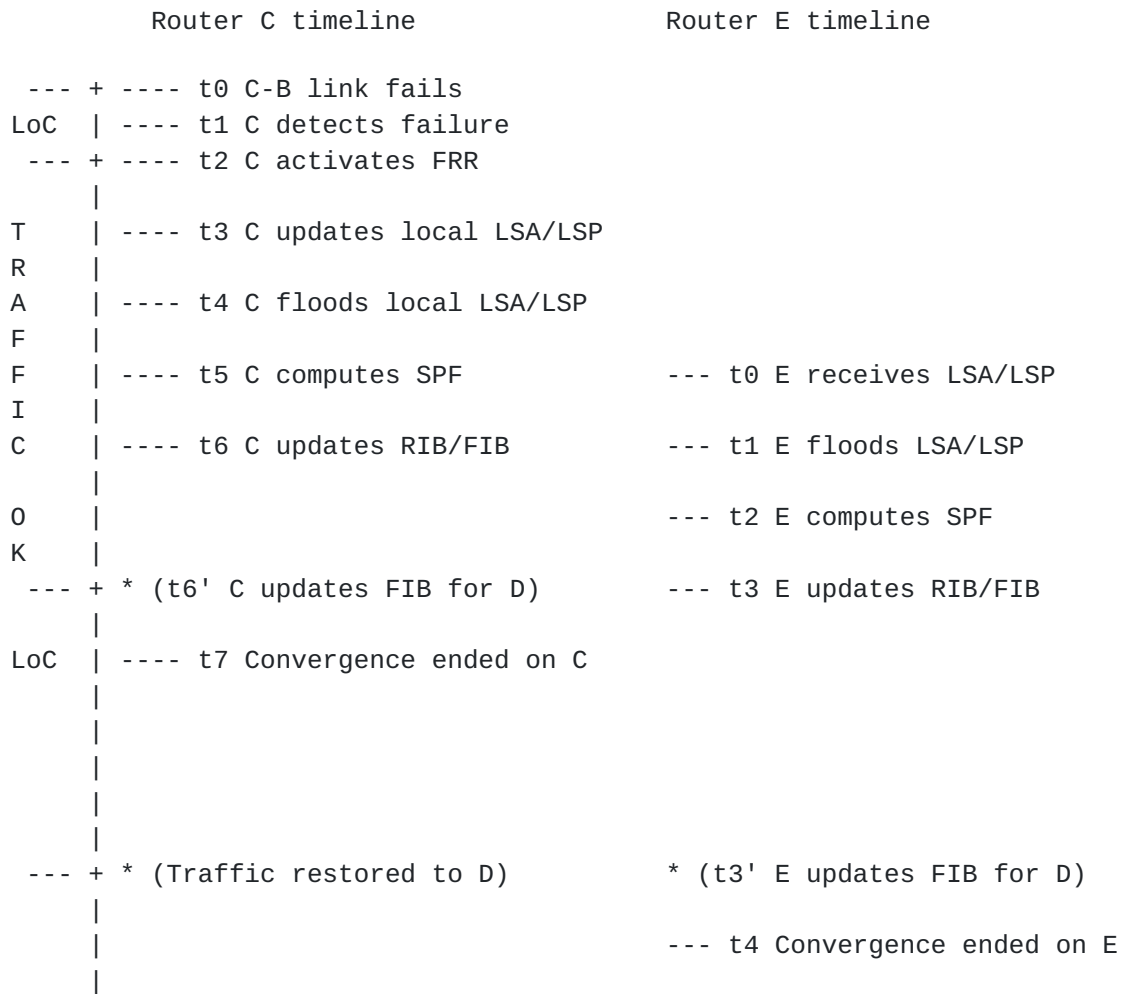 Router C timeline                Router E timeline

 --- + ---- t0 C-B link fails
LoC  | ---- t1 C detects failure
 --- + ---- t2 C activates FRR
     |
T    | ---- t3 C updates local LSA/LSP
R    |
A    | ---- t4 C floods local LSA/LSP
F    |
F    | ---- t5 C computes SPF             --- t0 E receives LSA/LSP
I    |
C    | ---- t6 C updates RIB/FIB          --- t1 E floods LSA/LSP
     |
O    |                                    --- t2 E computes SPF
K    |
 --- + * (t6' C updates FIB for D)        --- t3 E updates RIB/FIB
     |
LoC  | ---- t7 Convergence ended on C
     |
     |
     |
     |
     |
 --- + * (Traffic restored to D)          * (t3' E updates FIB for D)
     |
     |                                    --- t4 Convergence ended on E
     |